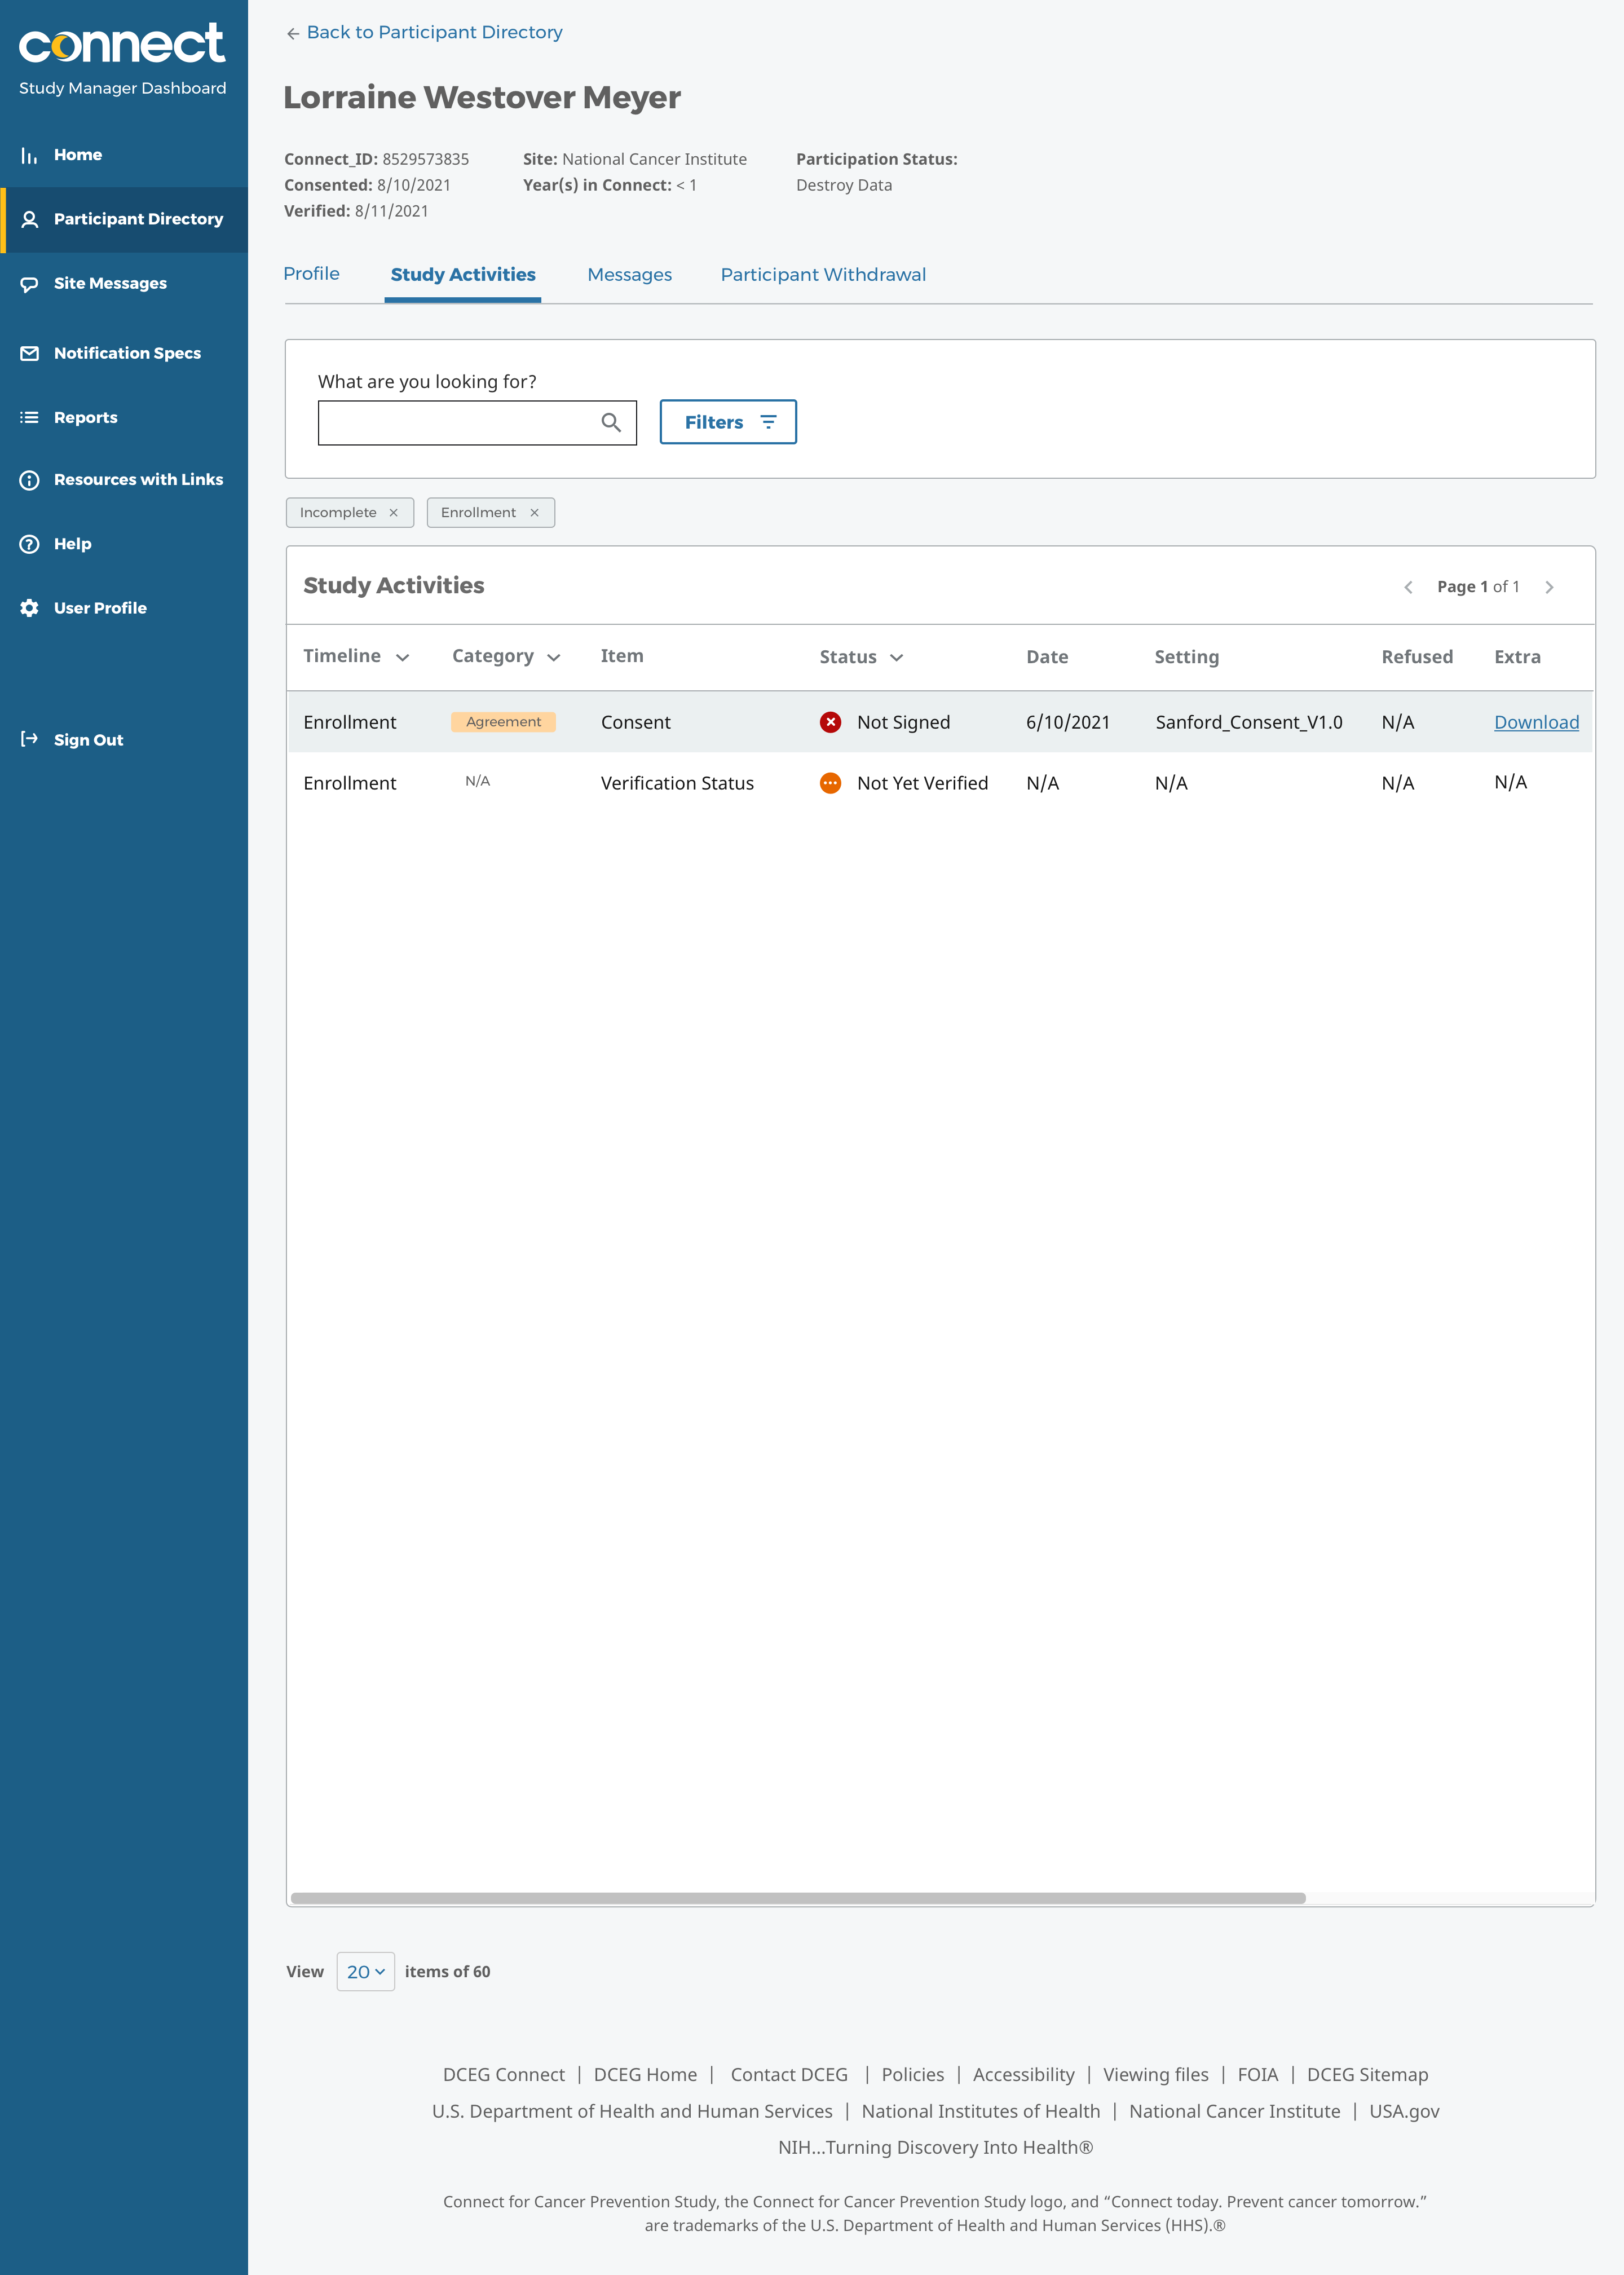 connect
Study Manager Dashboard
Home
Participant Directory
Site Messages
Notification Specs
Reports
Resources with Links
Help
User Profile
Sign Out
Back to Participant Directory
Lorraine Westover Meyer
Connect_ID: 8529573835
Consented: 8/10/2021
Verified: 8/11/2021
Site: National Cancer Institute
Year(s) in Connect: < 1
Participation Status:
Destroy Data
Profile Study Activities Messages Participant Withdrawal
What are you looking for?
Filters
Incomplete × Enrollment ×
Study Activities Page 1 of 1
Timeline Category Item Status Date Setting Refused Extra
Enrollment Agreement Consent Not Signed 6/10/2021 Sanford_Consent_V1.0 N/A Download
Enrollment N/A Verification Status Not Yet Verified N/A N/A N/A N/A
View 20 items of 60
DCEG Connect | DCEG Home | Contact DCEG | Policies | Accessibility | Viewing files | FOIA | DCEG Sitemap
U.S. Department of Health and Human Services | National Institutes of Health | National Cancer Institute | USA.gov
NIH...Turning Discovery Into Health®
Connect for Cancer Prevention Study, the Connect for Cancer Prevention Study logo, and “Connect today. Prevent cancer tomorrow.”
are trademarks of the U.S. Department of Health and Human Services (HHS).®